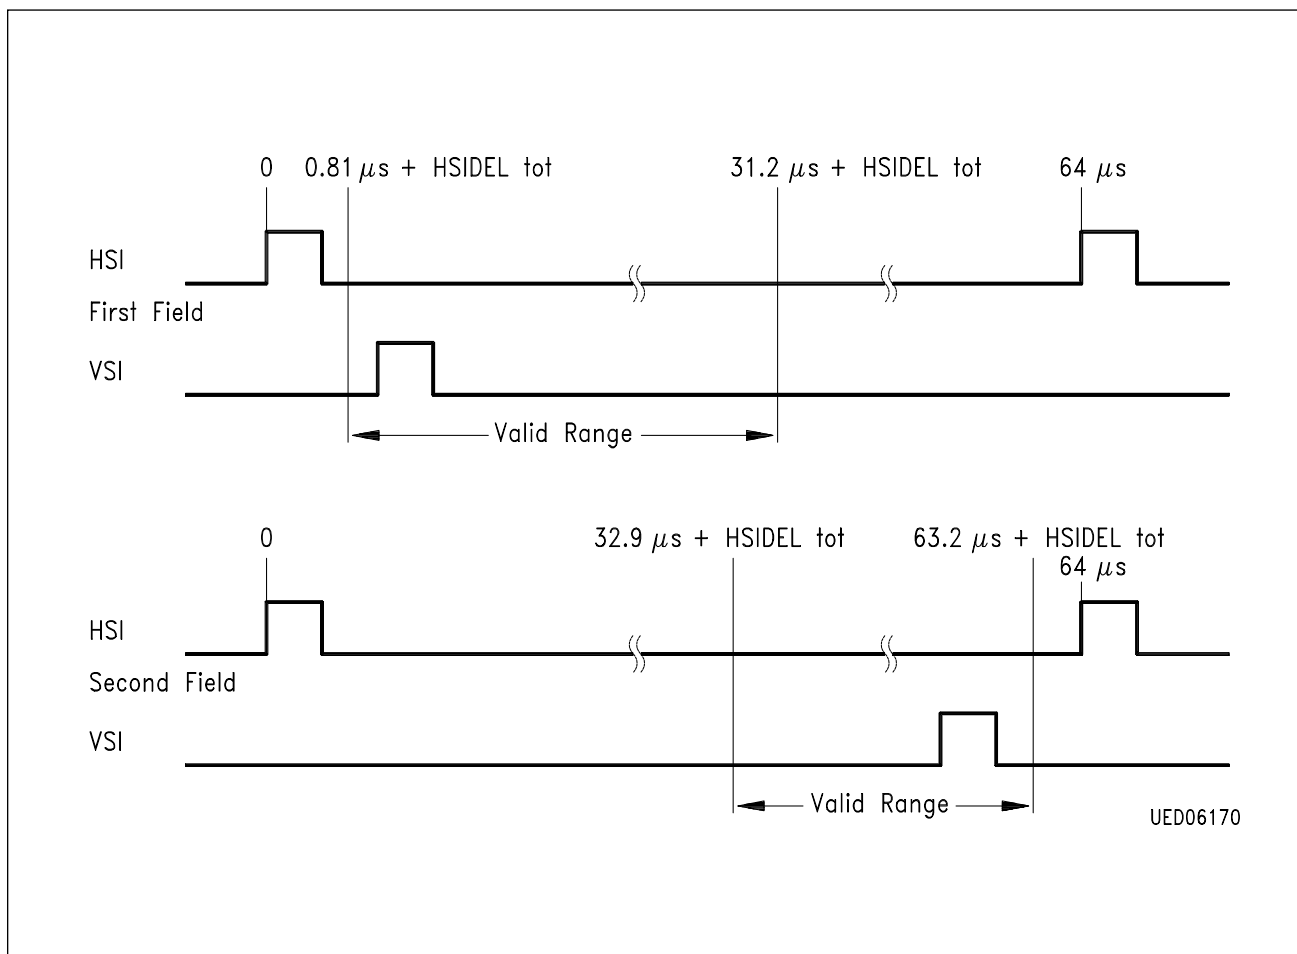 0 0.81 μs + HSIDEL tot 31.2 μs + HSIDEL tot 64 μs
HSI
First Field
VSI
Valid Range
0 32.9 μs + HSIDEL tot 63.2 μs + HSIDEL tot
64 μs
HSI
Second Field
VSI
Valid Range
UED06170